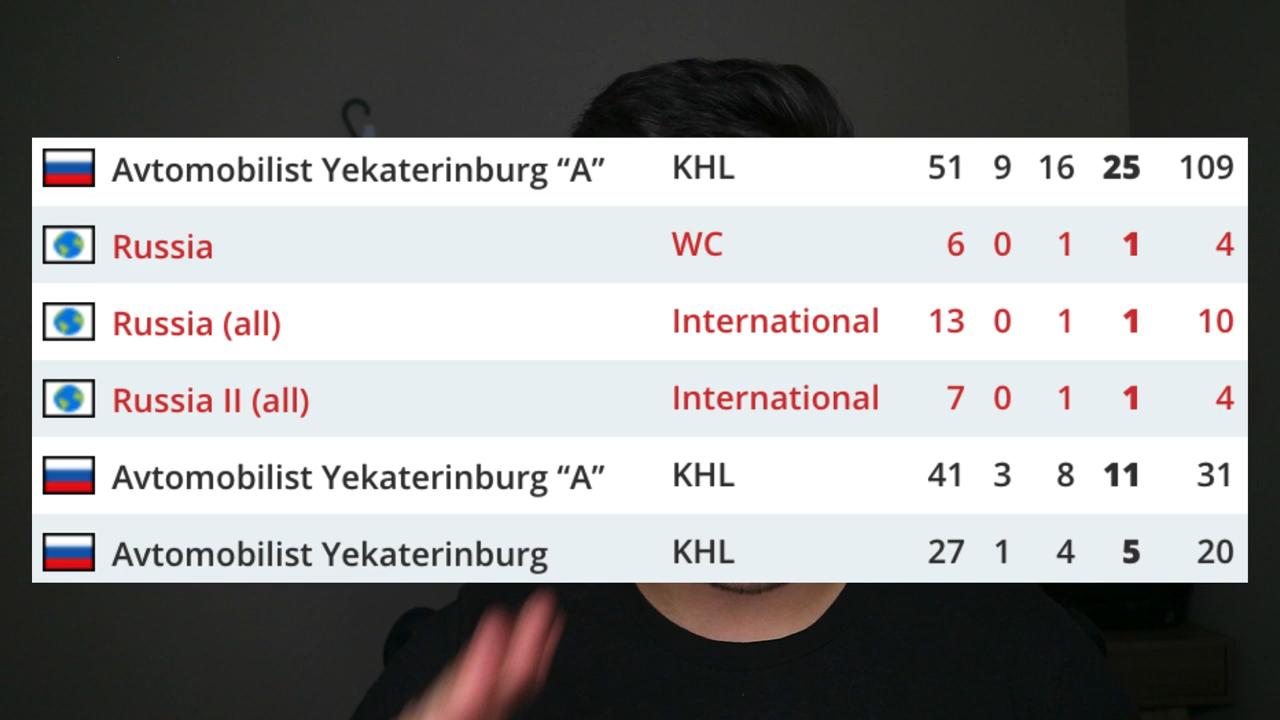 Avtomobilist Yekaterinburg “A” KHL 51 9 16 25 109
Russia WC 6 0 1 1 4
Russia (all) International 13 0 1 1 10
Russia II (all) International 7 0 1 1 4
Avtomobilist Yekaterinburg “A” KHL 41 3 8 11 31
Avtomobilist Yekaterinburg KHL 27 1 4 5 20